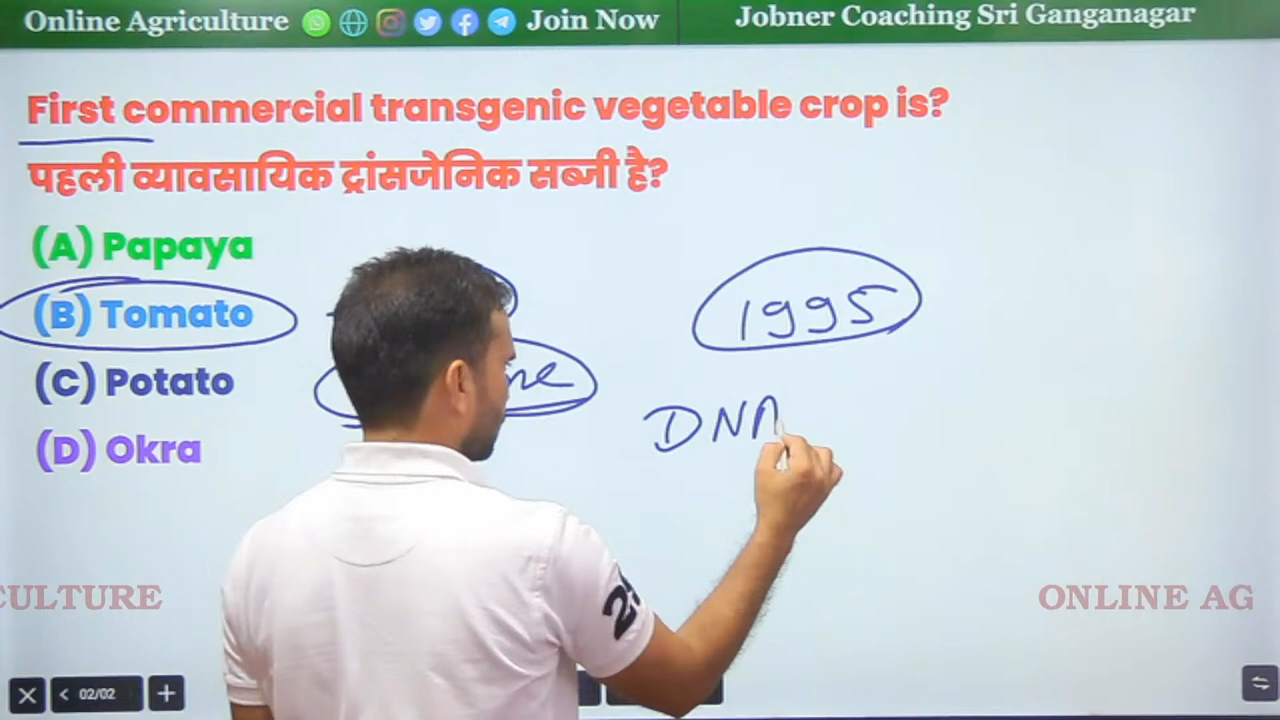 Online Agriculture Join Now
Jobner Coaching Sri Ganganagar
First commercial transgenic vegetable crop is?
पहली व्यावसायिक ट्रांसजेनिक सब्जी है?
(A) Papaya
(B) Tomato
(C) Potato
(D) Okra
1995
DNA
CULTURE
ONLINE AG
02/02